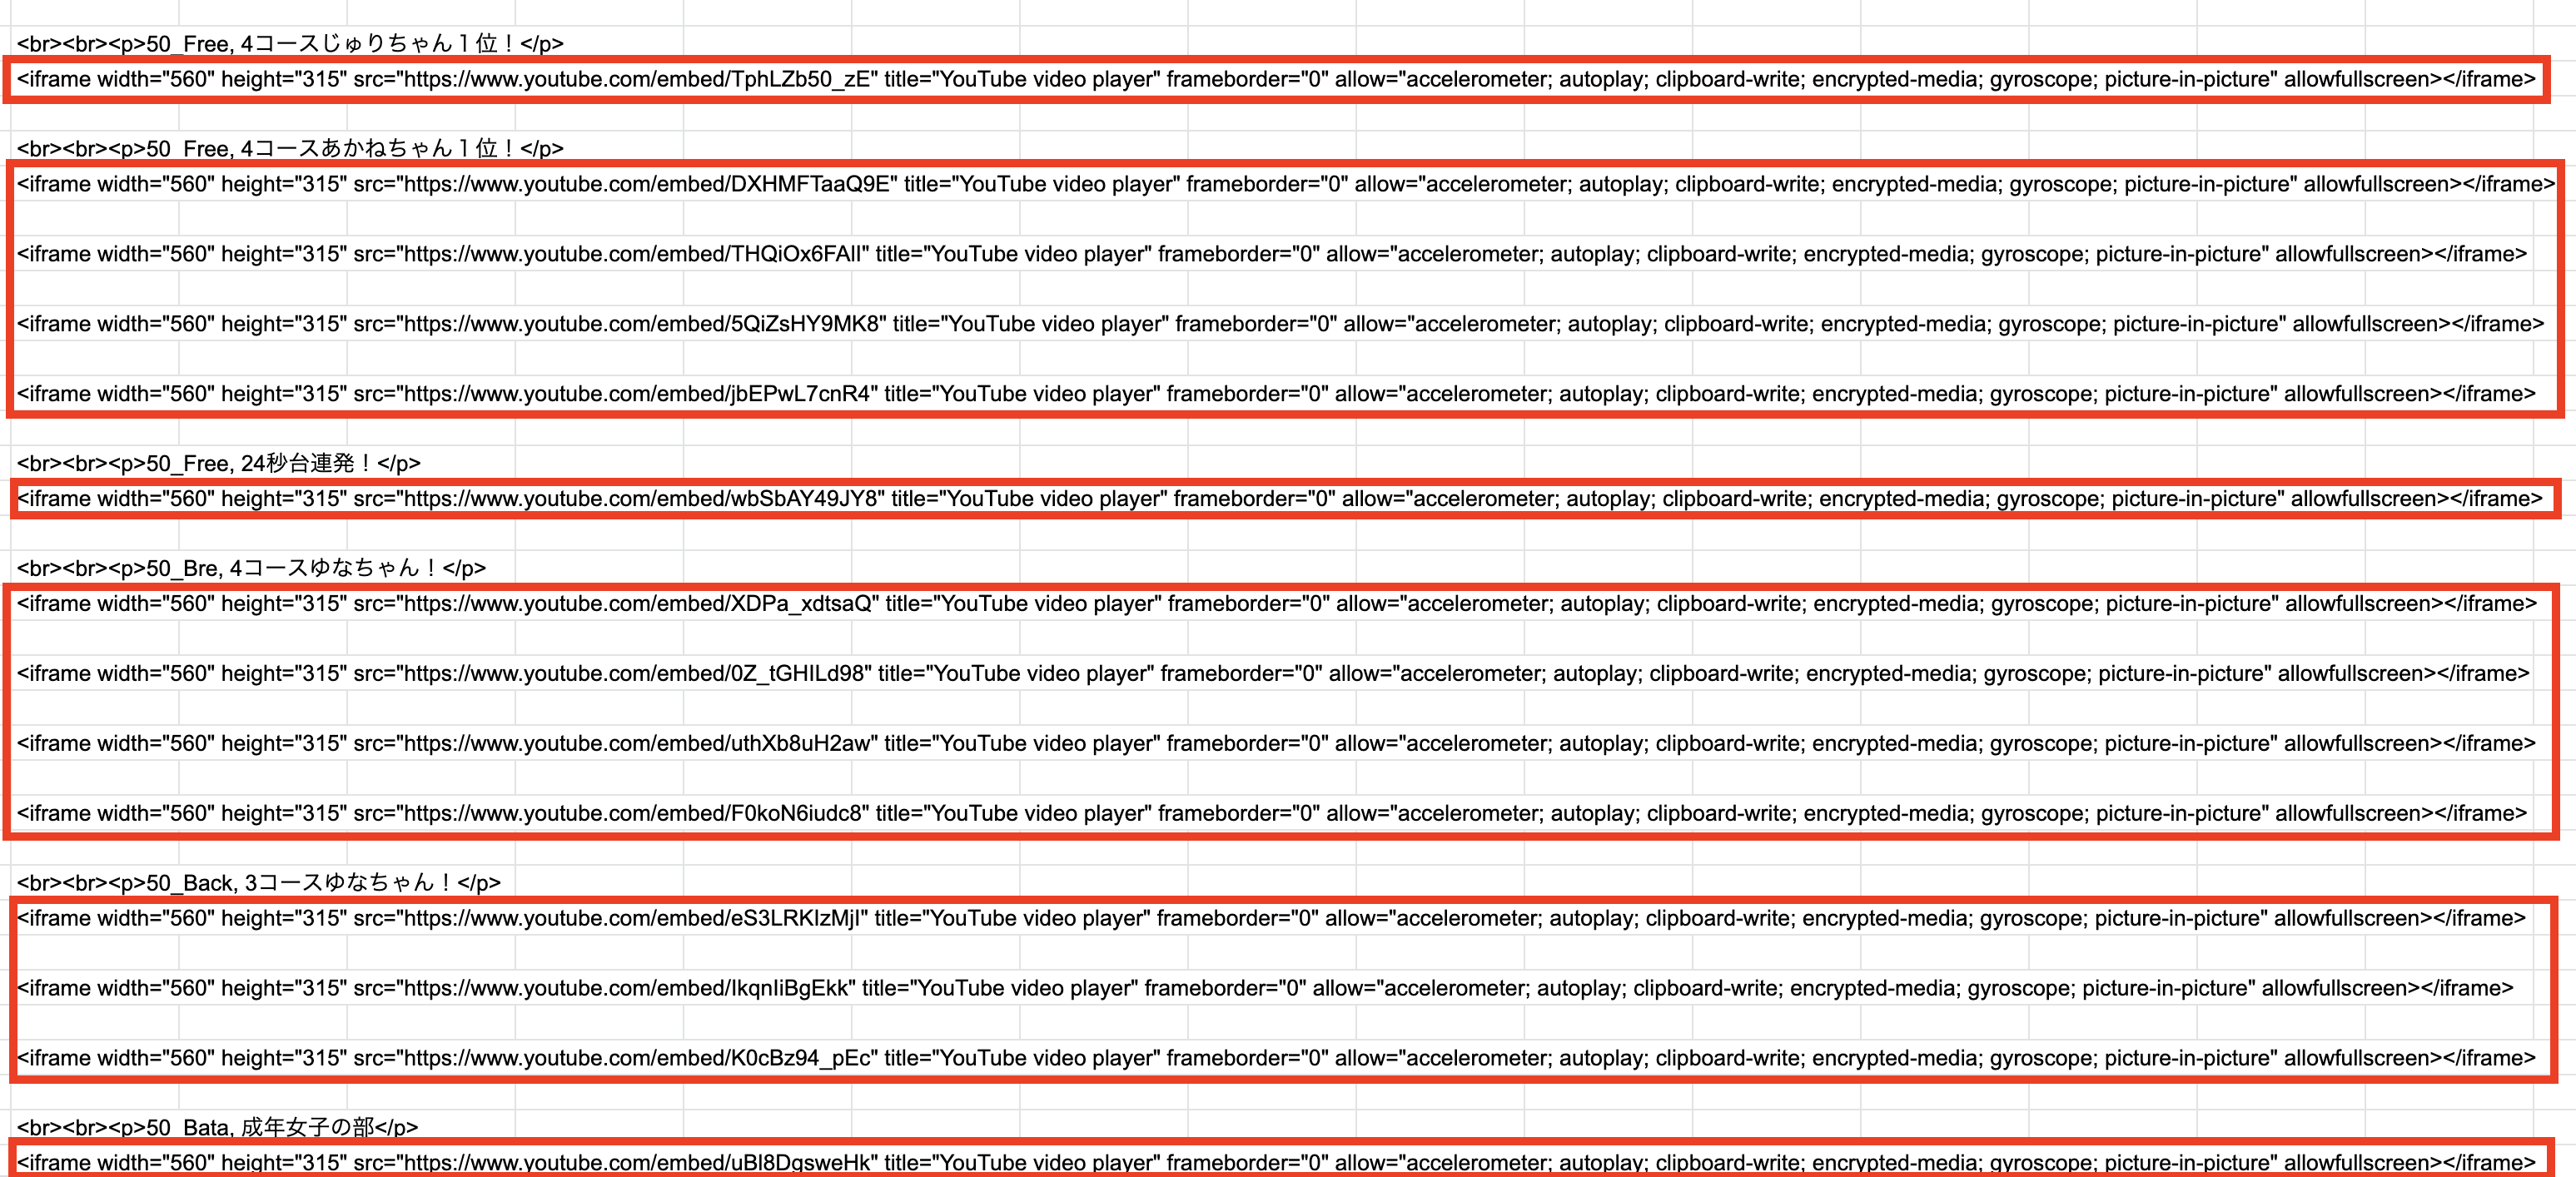 <br><br><p>50_Free, 4コースじゅりちゃん１位！</p>
<iframe width="560" height="315" src="https://www.youtube.com/embed/TphLZb50_zE" title="YouTube video player" frameborder="0" allow="accelerometer; autoplay; clipboard-write; encrypted-media; gyroscope; picture-in-picture" allowfullscreen></iframe>
<br><br><p>50_Free, 4コースあかねちゃん１位！</p>
<iframe width="560" height="315" src="https://www.youtube.com/embed/DXHMFTaaQ9E" title="YouTube video player" frameborder="0" allow="accelerometer; autoplay; clipboard-write; encrypted-media; gyroscope; picture-in-picture" allowfullscreen></iframe>
<iframe width="560" height="315" src="https://www.youtube.com/embed/THQiOx6FAII" title="YouTube video player" frameborder="0" allow="accelerometer; autoplay; clipboard-write; encrypted-media; gyroscope; picture-in-picture" allowfullscreen></iframe>
<iframe width="560" height="315" src="https://www.youtube.com/embed/5QiZsHY9MK8" title="YouTube video player" frameborder="0" allow="accelerometer; autoplay; clipboard-write; encrypted-media; gyroscope; picture-in-picture" allowfullscreen></iframe>
<iframe width="560" height="315" src="https://www.youtube.com/embed/jbEPwL7cnR4" title="YouTube video player" frameborder="0" allow="accelerometer; autoplay; clipboard-write; encrypted-media; gyroscope; picture-in-picture" allowfullscreen></iframe>
<br><br><p>50_Free, 24秒台連発！</p>
<iframe width="560" height="315" src="https://www.youtube.com/embed/wbSbAY49JY8" title="YouTube video player" frameborder="0" allow="accelerometer; autoplay; clipboard-write; encrypted-media; gyroscope; picture-in-picture" allowfullscreen></iframe>
<br><br><p>50_Bre, 4コースゆなちゃん！</p>
<iframe width="560" height="315" src="https://www.youtube.com/embed/XDPa_xdtsaQ" title="YouTube video player" frameborder="0" allow="accelerometer; autoplay; clipboard-write; encrypted-media; gyroscope; picture-in-picture" allowfullscreen></iframe>
<iframe width="560" height="315" src="https://www.youtube.com/embed/0Z_tGHILd98" title="YouTube video player" frameborder="0" allow="accelerometer; autoplay; clipboard-write; encrypted-media; gyroscope; picture-in-picture" allowfullscreen></iframe>
<iframe width="560" height="315" src="https://www.youtube.com/embed/uthXb8uH2aw" title="YouTube video player" frameborder="0" allow="accelerometer; autoplay; clipboard-write; encrypted-media; gyroscope; picture-in-picture" allowfullscreen></iframe>
<iframe width="560" height="315" src="https://www.youtube.com/embed/F0koN6iudc8" title="YouTube video player" frameborder="0" allow="accelerometer; autoplay; clipboard-write; encrypted-media; gyroscope; picture-in-picture" allowfullscreen></iframe>
<br><br><p>50_Back, 3コースゆなちゃん！</p>
<iframe width="560" height="315" src="https://www.youtube.com/embed/eS3LRKIzMjI" title="YouTube video player" frameborder="0" allow="accelerometer; autoplay; clipboard-write; encrypted-media; gyroscope; picture-in-picture" allowfullscreen></iframe>
<iframe width="560" height="315" src="https://www.youtube.com/embed/IkqnIiBgEkk" title="YouTube video player" frameborder="0" allow="accelerometer; autoplay; clipboard-write; encrypted-media; gyroscope; picture-in-picture" allowfullscreen></iframe>
<iframe width="560" height="315" src="https://www.youtube.com/embed/K0cBz94_pEc" title="YouTube video player" frameborder="0" allow="accelerometer; autoplay; clipboard-write; encrypted-media; gyroscope; picture-in-picture" allowfullscreen></iframe>
<br><br><p>50_Bata, 成年女子の部</p>
<iframe width="560" height="315" src="https://www.youtube.com/embed/uBl8DgsweHk" title="YouTube video player" frameborder="0" allow="accelerometer; autoplay; clipboard-write; encrypted-media; gyroscope; picture-in-picture" allowfullscreen></iframe>